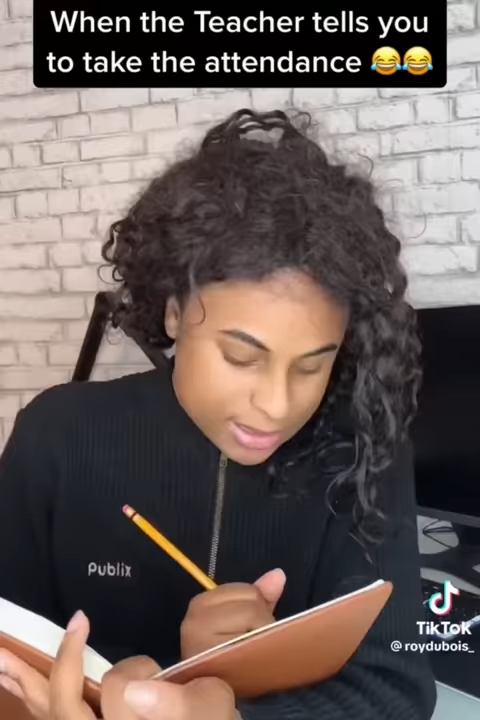 When the Teacher tells you
to take the attendance 😂😂
Publix
TikTok
@roydubois_